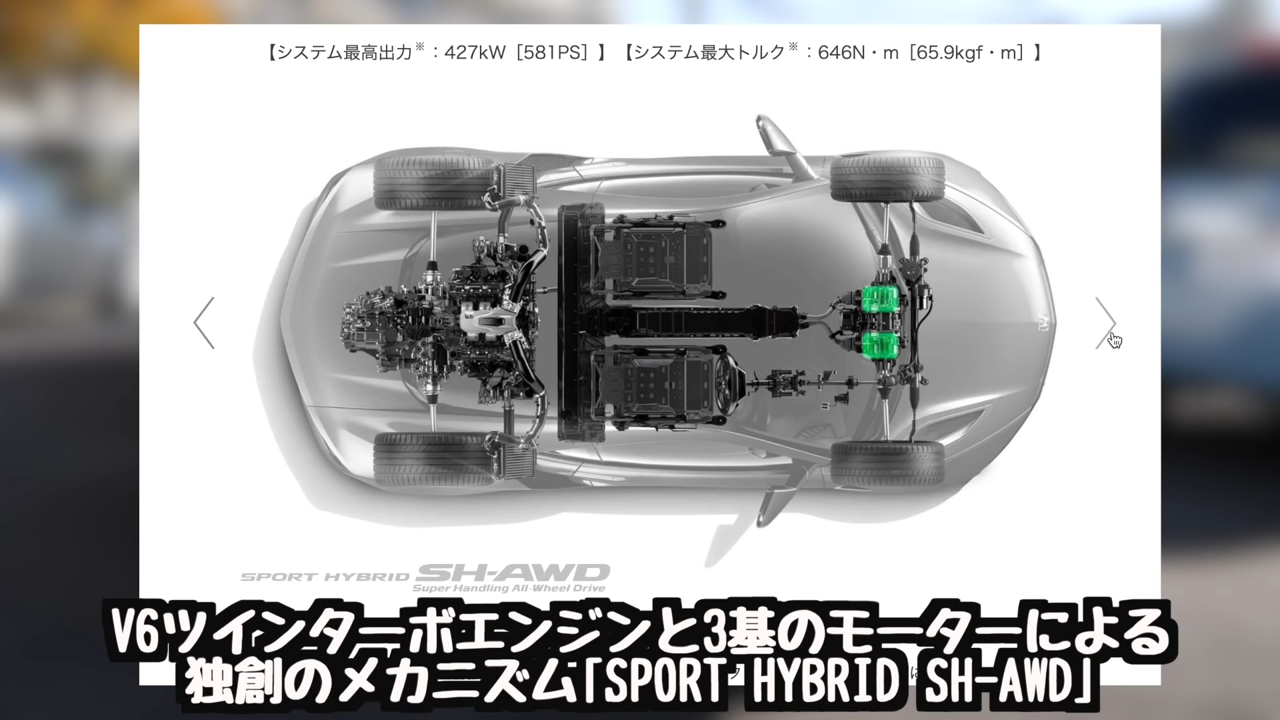 【システム最高出力※：427kW［581PS］】【システム最大トルク※：646N・m［65.9kgf・m］】
SPORT HYBRID SH-AWD
Super Handling All-Wheel Drive
V6ツインターボエンジンと3基のモーターによる
独創のメカニズム「SPORT HYBRID SH-AWD」